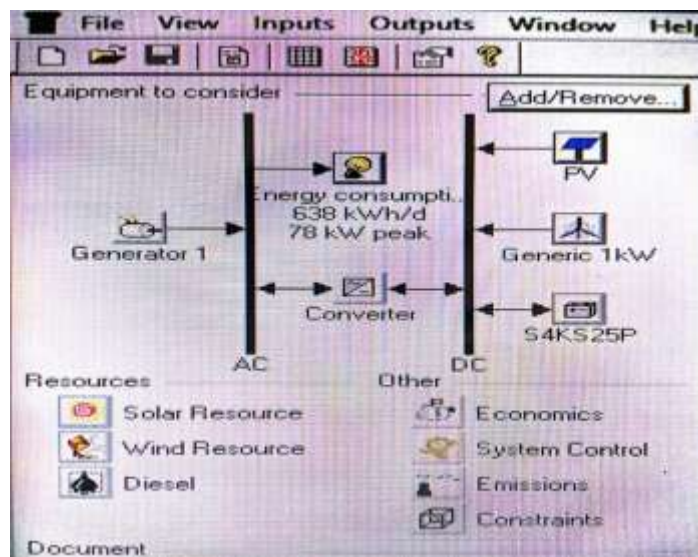 File View Inputs Outputs Window Help
Equipment to consider Add/Remove...
PV
Energy consumpti..
638 kWh/d
78 kW peak
Generator 1
Generic 1kW
Converter
S4KS25P
AC DC
Resources Other
Solar Resource Economics
Wind Resource System Control
Diesel Emissions
Constraints
Document